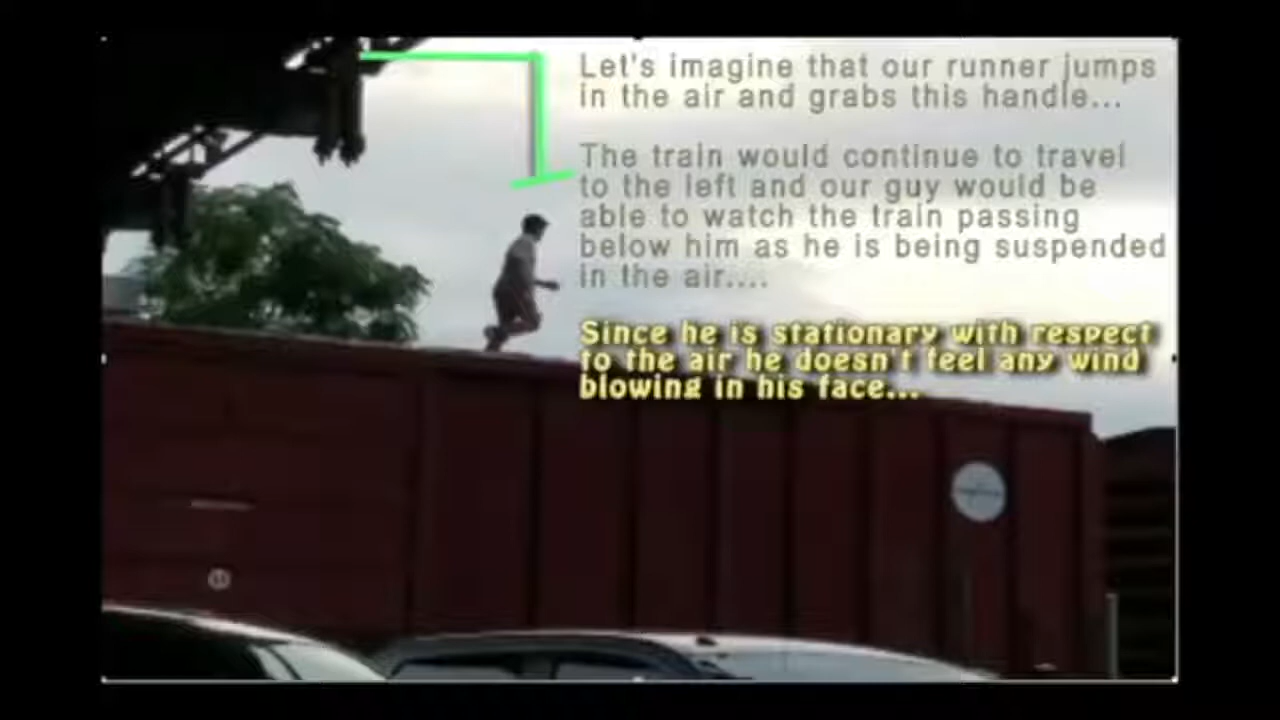 Let's imagine that our runner jumps
in the air and grabs this handle...
The train would continue to travel
to the left and our guy would be
able to watch the train passing
below him as he is being suspended
in the air....
Since he is stationary with respect
to the air he doesn't feel any wind
blowing in his face...